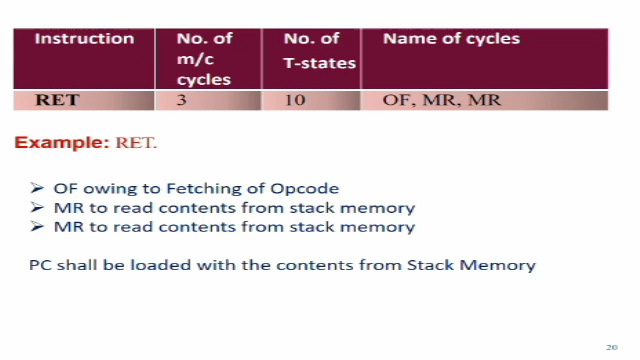 Instruction No. of m/c cycles No. of T-states Name of cycles
RET 3 10 OF, MR, MR
Example: RET.
➢ OF owing to Fetching of Opcode
➢ MR to read contents from stack memory
➢ MR to read contents from stack memory
PC shall be loaded with the contents from Stack Memory
20